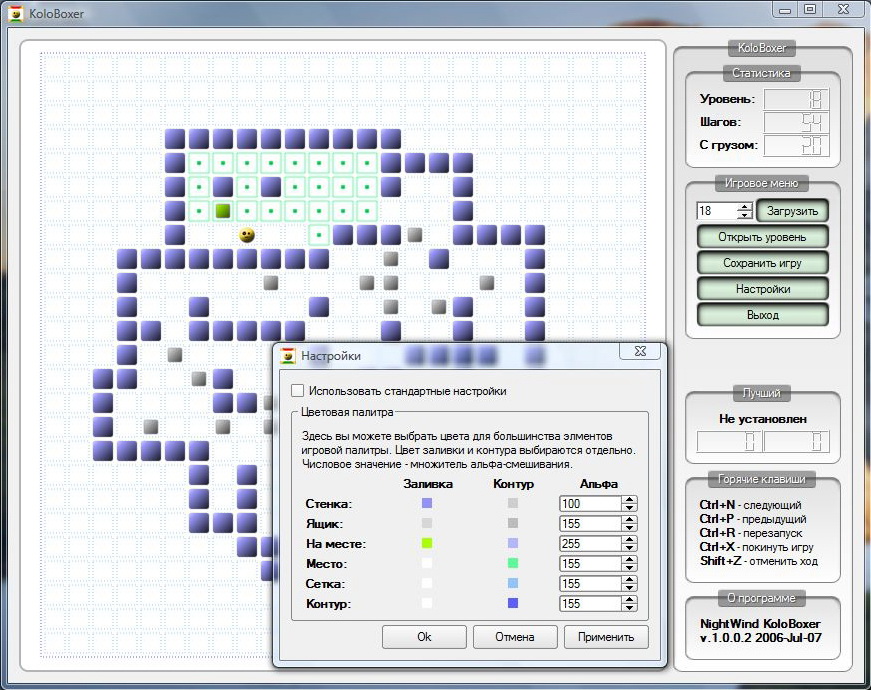 KoloBoxer
KoloBoxer
Статистика
Уровень: 18
Шагов: 54
С грузом: 20
Игровое меню
18 Загрузить
Открыть уровень
Сохранить игру
Настройки
Выход
Лучший
Не установлен
0 0
Горячие клавиши
Ctrl+N - следующий
Ctrl+P - предыдущий
Ctrl+R - перезапуск
Ctrl+X - покинуть игру
Shift+Z - отменить ход
О программе
NightWind KoloBoxer
v.1.0.0.2 2006-Jul-07
Настройки
Использовать стандартные настройки
Цветовая палитра
Здесь вы можете выбрать цвета для большинства элментов
игровой палитры. Цвет заливки и контура выбираются отдельно.
Числовое значение - множитель альфа-смешивания.
Заливка Контур Альфа
Стенка: 100
Ящик: 155
На месте: 255
Место: 155
Сетка: 155
Контур: 155
Ok Отмена Применить